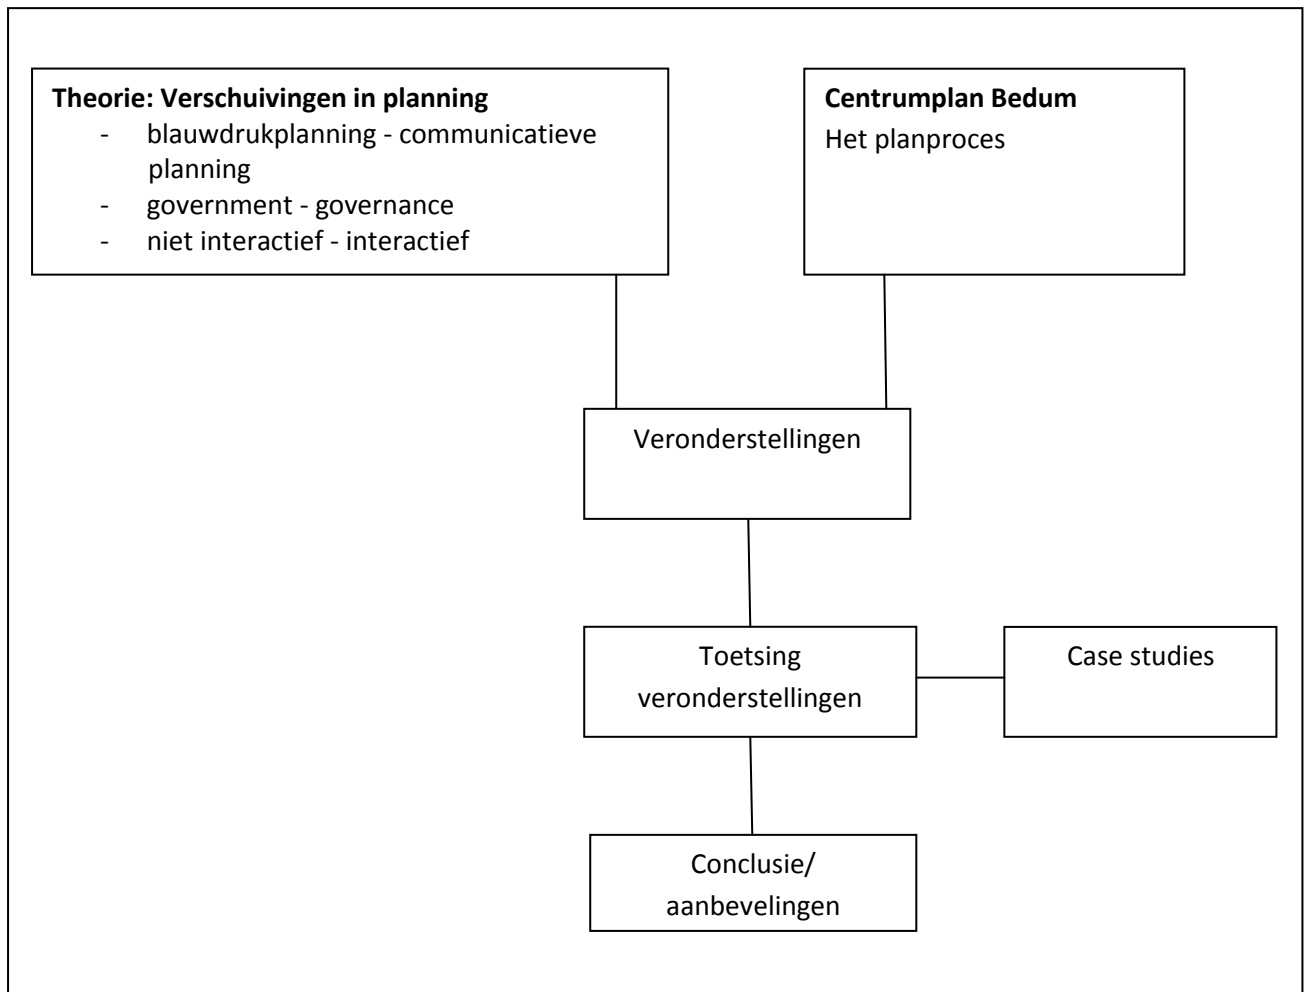 Theorie: Verschuivingen in planning
- blauwdrukplanning - communicatieve
planning
- government - governance
- niet interactief - interactief
Centrumplan Bedum
Het planproces
Veronderstellingen
Toetsing
veronderstellingen
Case studies
Conclusie/
aanbevelingen